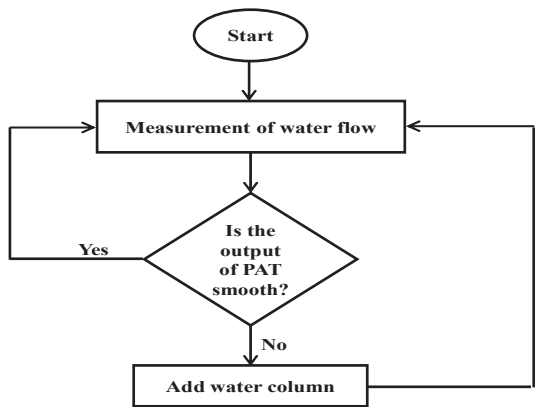 Start
Measurement of water flow
Is the
output
of PAT
smooth?
Yes
No
Add water column